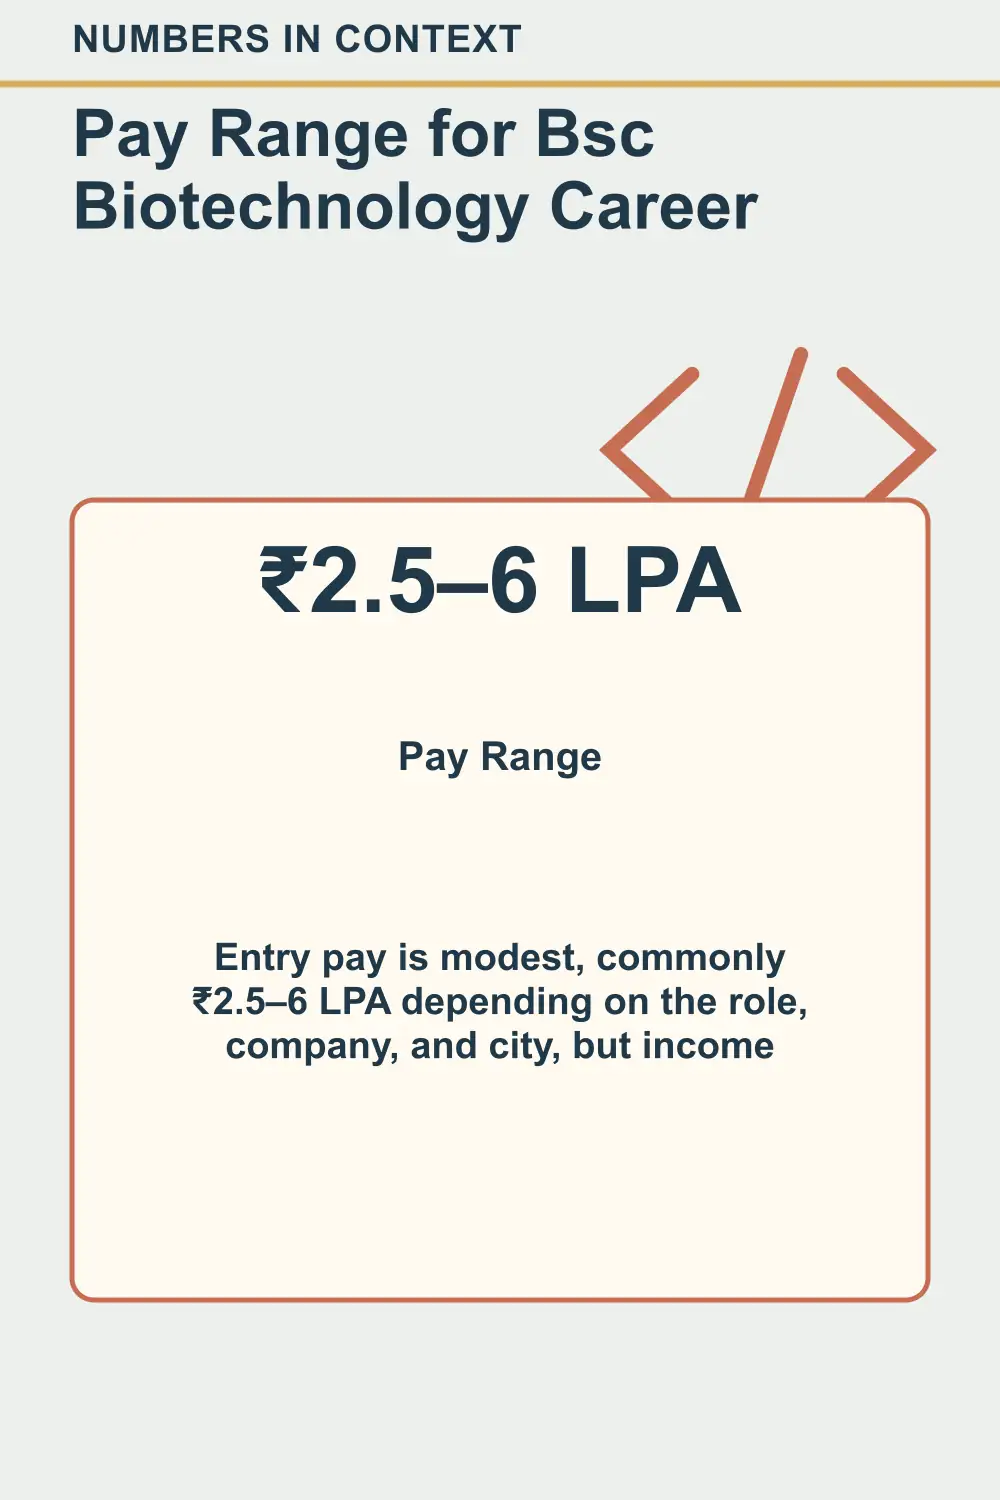 NUMBERS IN CONTEXT
Pay Range for Bsc
Biotechnology Career
₹2.5–6 LPA
Pay Range
Entry pay is modest, commonly
₹2.5–6 LPA depending on the role,
company, and city, but income